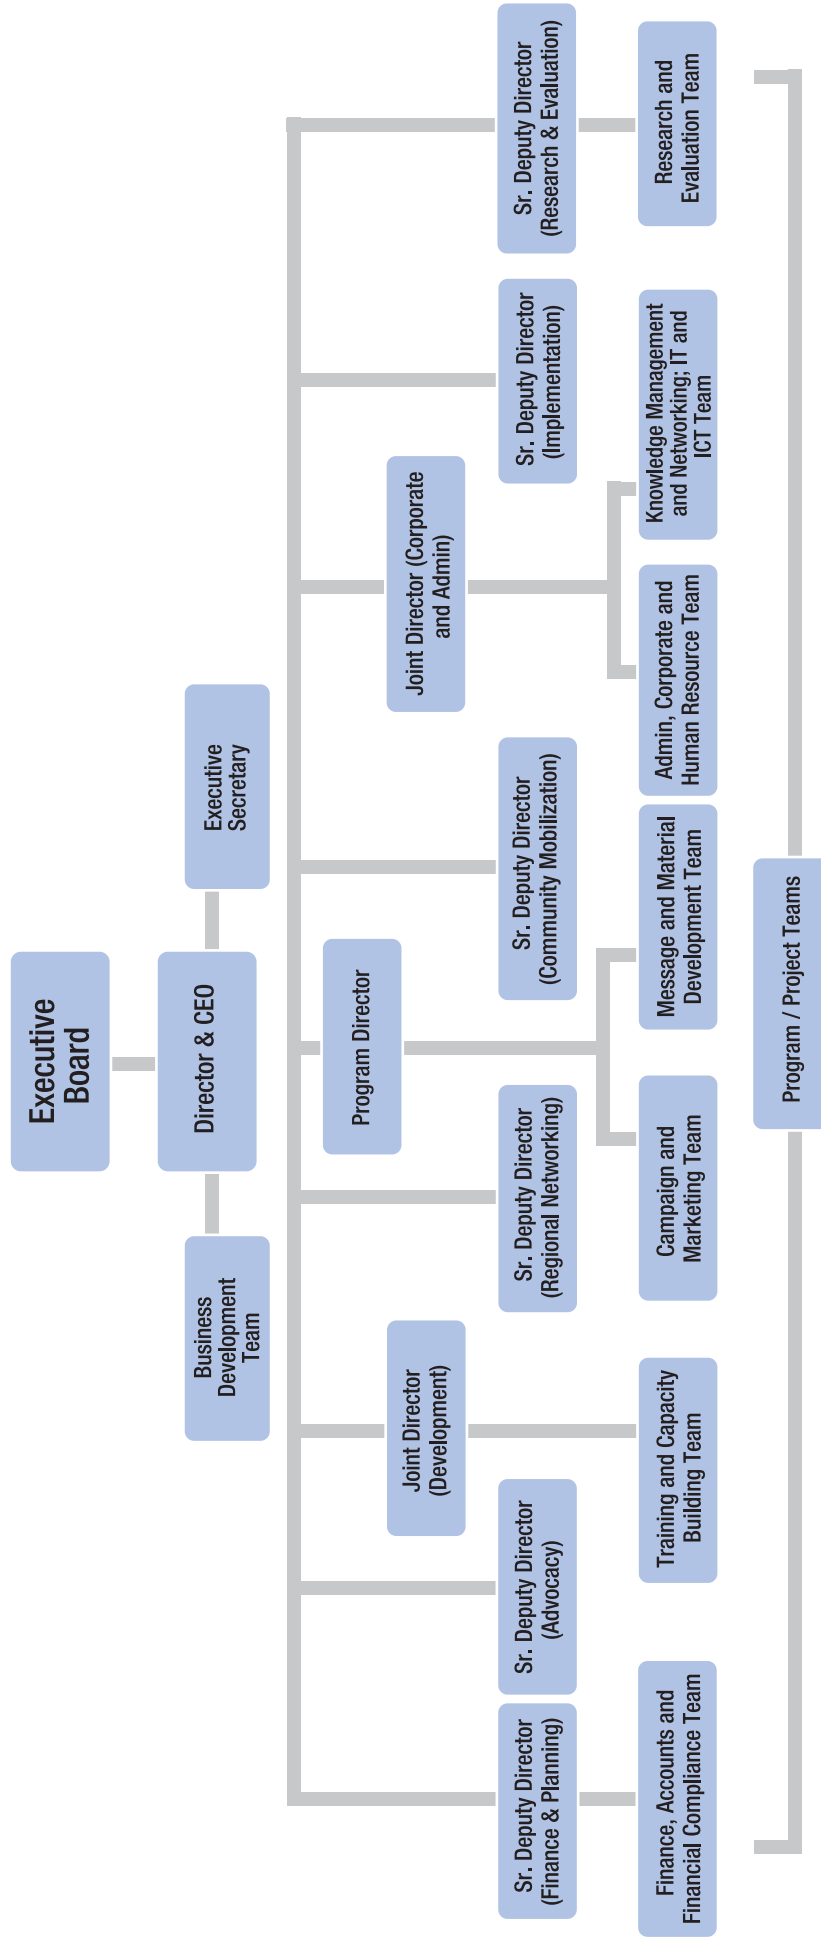 Executive
Board
Director & CEO
Business
Development
Team
Executive
Secretary
Program Director
Joint Director
(Development)
Joint Director (Corporate
and Admin)
Sr. Deputy Director
(Finance & Planning)
Sr. Deputy Director
(Advocacy)
Sr. Deputy Director
(Regional Networking)
Sr. Deputy Director
(Community Mobilization)
Sr. Deputy Director
(Implementation)
Sr. Deputy Director
(Research & Evaluation)
Finance, Accounts and
Financial Compliance Team
Training and Capacity
Building Team
Campaign and
Marketing Team
Message and Material
Development Team
Admin, Corporate and
Human Resource Team
Knowledge Management
and Networking; IT and
ICT Team
Research and
Evaluation Team
Program / Project Teams